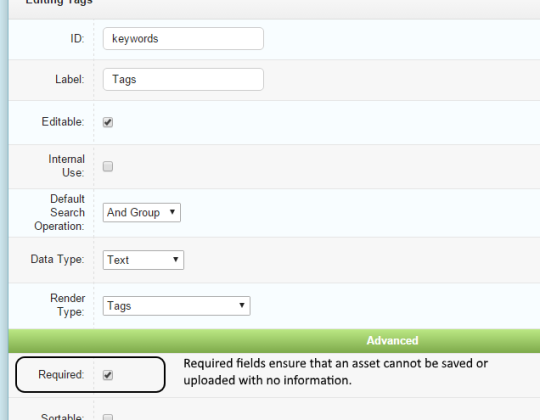 Editing Tags
ID: keywords
Label: Tags
Editable:
Internal
Use:
Default
Search
Operation: And Group
Data Type: Text
Render
Type: Tags
Advanced
Required: Required fields ensure that an asset cannot be saved or
uploaded with no information.
Sortable: